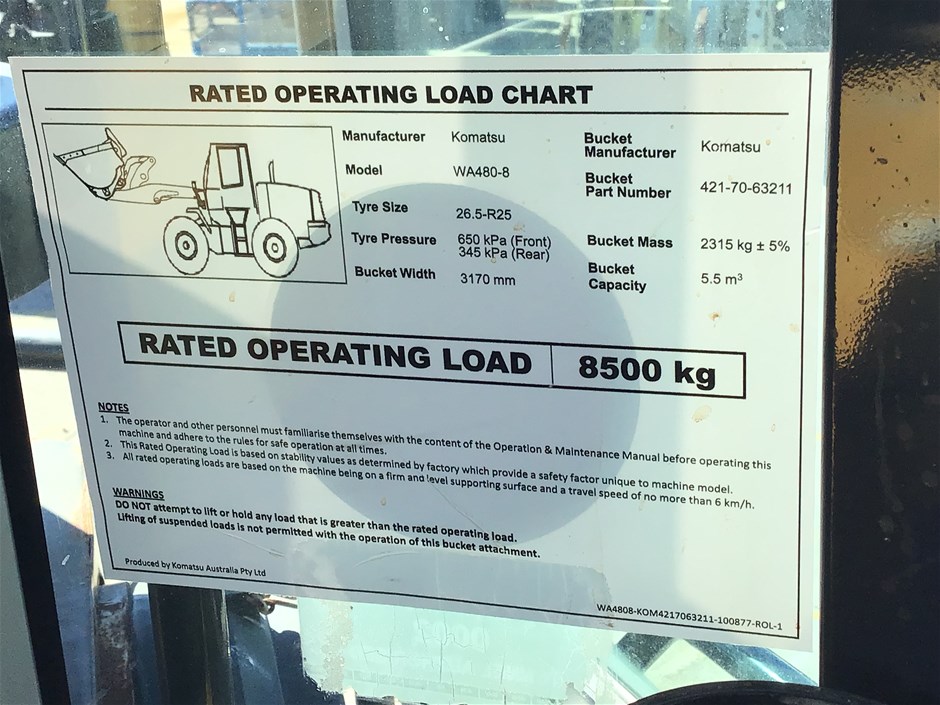 RATED OPERATING LOAD CHART
Manufacturer Komatsu
Model WA480-8
Tyre Size 26.5-R25
Tyre Pressure 650 kPa (Front)
345 kPa (Rear)
Bucket Width 3170 mm
Bucket
Manufacturer Komatsu
Bucket
Part Number 421-70-63211
Bucket Mass 2315 kg ± 5%
Bucket
Capacity 5.5 m³
RATED OPERATING LOAD 8500 kg
NOTES
1. The operator and other personnel must familiarise themselves with the content of the Operation & Maintenance Manual before operating this
machine and adhere to the rules for safe operation at all times.
2. This Rated Operating Load is based on stability values as determined by factory which provide a safety factor unique to machine model.
3. All rated operating loads are based on the machine being on a firm and level supporting surface and a travel speed of no more than 6 km/h.
WARNINGS
DO NOT attempt to lift or hold any load that is greater than the rated operating load.
Lifting of suspended loads is not permitted with the operation of this bucket attachment.
Produced by Komatsu Australia Pty Ltd
WA4808-KOM4217063211-100877-ROL-1